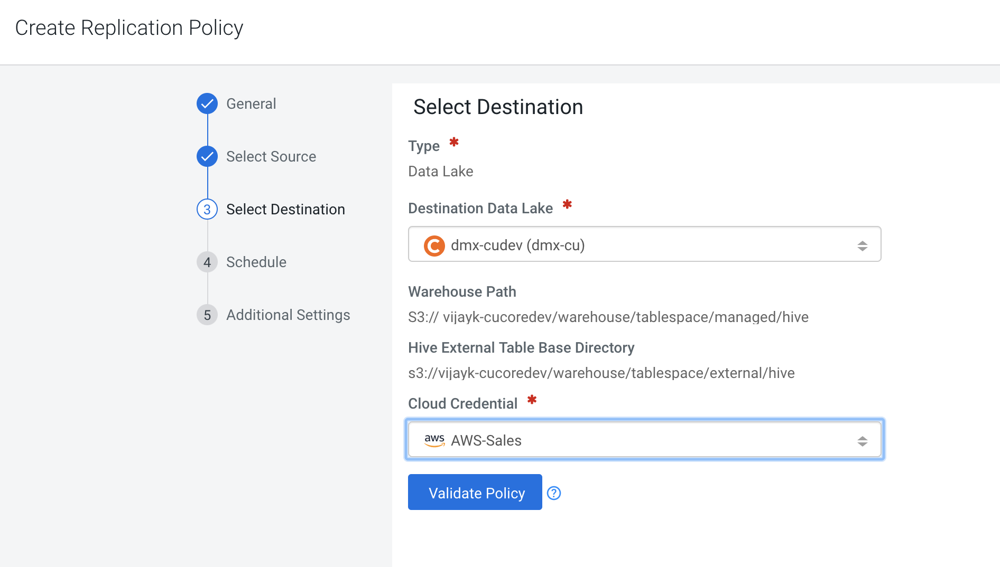 Create Replication Policy
General
Select Source
3 Select Destination
4 Schedule
5 Additional Settings
Select Destination
Type *
Data Lake
Destination Data Lake *
C dmx-cudev (dmx-cu)
Warehouse Path
S3:// vijayk-cucoredev/warehouse/tablespace/managed/hive
Hive External Table Base Directory
s3://vijayk-cucoredev/warehouse/tablespace/external/hive
Cloud Credential *
aws AWS-Sales
Validate Policy ?